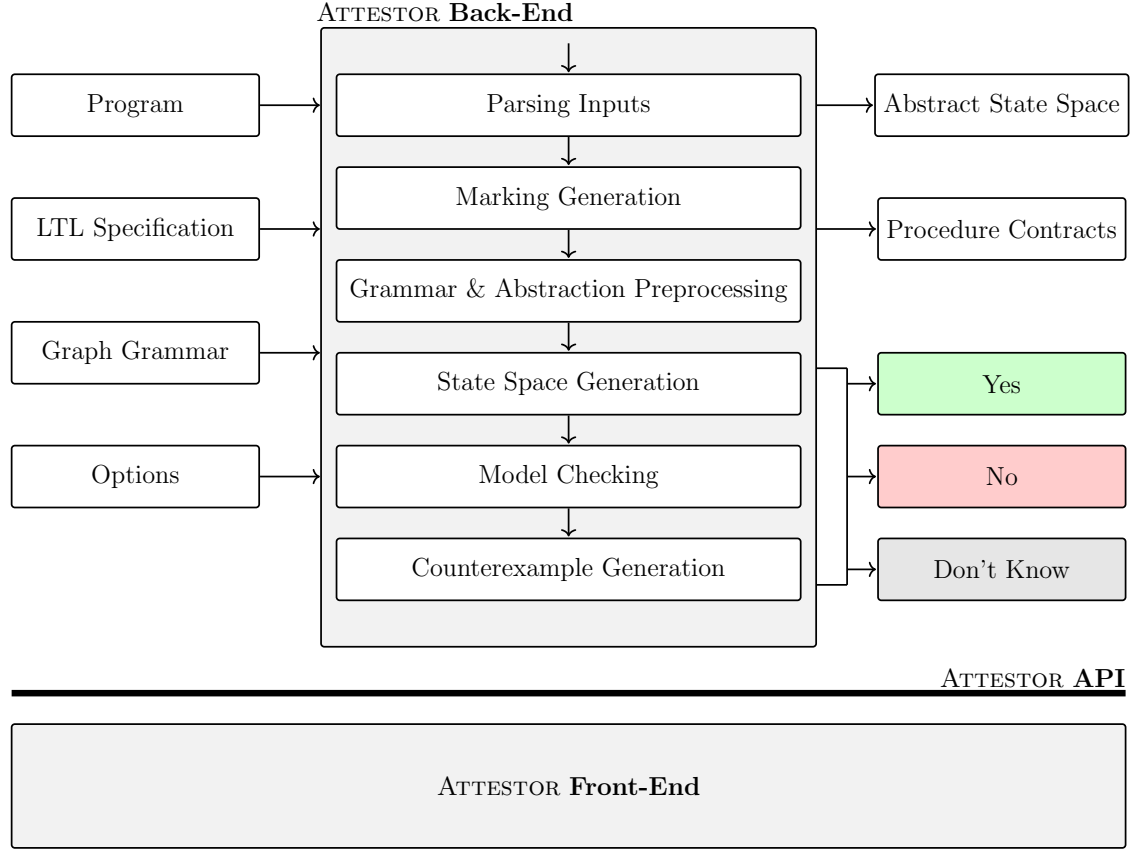 ATTESTOR Back-End
Program
LTL Specification
Graph Grammar
Options
Parsing Inputs
Marking Generation
Grammar & Abstraction Preprocessing
State Space Generation
Model Checking
Counterexample Generation
Abstract State Space
Procedure Contracts
Yes
No
Don't Know
ATTESTOR API
ATTESTOR Front-End